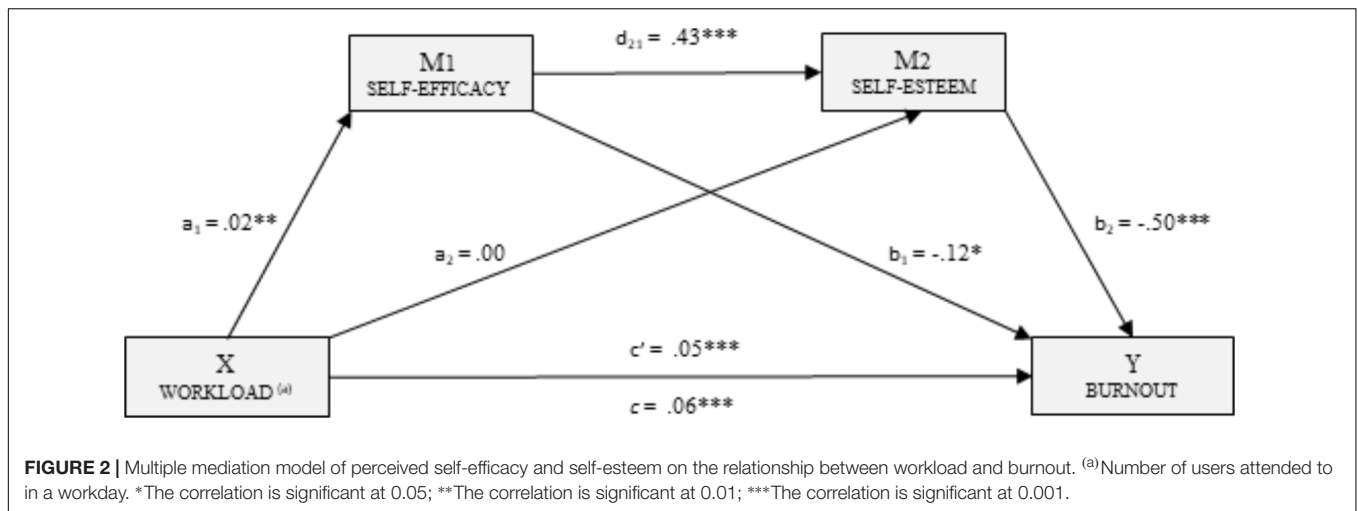 d₂₁ = .43***
M1
SELF-EFFICACY
M2
SELF-ESTEEM
a₁ = .02**
a₂ = .00
b₁ = -.12*
b₂ = -.50***
X
WORKLOAD (a)
c' = .05***
c = .06***
Y
BURNOUT
FIGURE 2 | Multiple mediation model of perceived self-efficacy and self-esteem on the relationship between workload and burnout. (a)Number of users attended to
in a workday. *The correlation is significant at 0.05; **The correlation is significant at 0.01; ***The correlation is significant at 0.001.